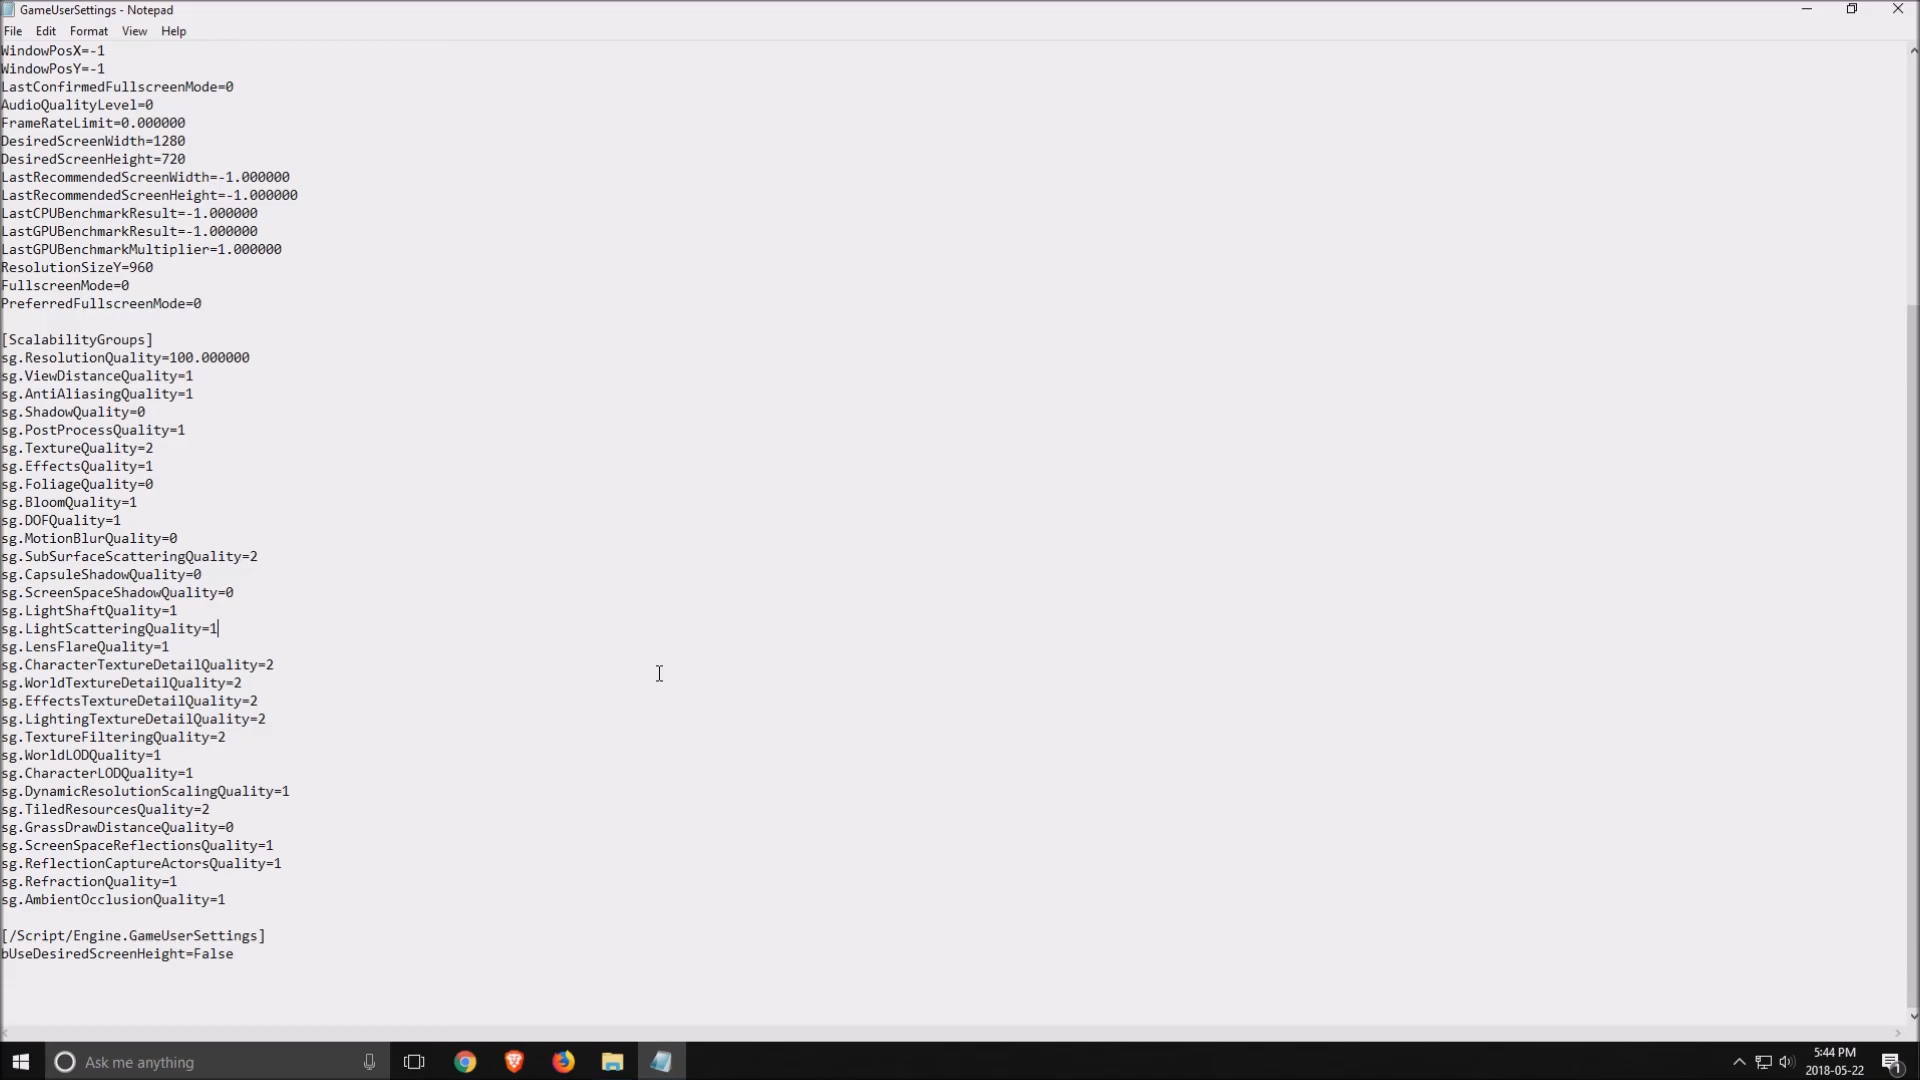 GameUserSettings - Notepad
File Edit Format View Help
WindowPosX=-1
WindowPosY=-1
LastConfirmedFullscreenMode=0
AudioQualityLevel=0
FrameRateLimit=0.000000
DesiredScreenWidth=1280
DesiredScreenHeight=720
LastRecommendedScreenWidth=-1.000000
LastRecommendedScreenHeight=-1.000000
LastCPUBenchmarkResult=-1.000000
LastGPUBenchmarkResult=-1.000000
LastGPUBenchmarkMultiplier=1.000000
ResolutionSizeY=960
FullscreenMode=0
PreferredFullscreenMode=0
[ScalabilityGroups]
sg.ResolutionQuality=100.000000
sg.ViewDistanceQuality=1
sg.AntiAliasingQuality=1
sg.ShadowQuality=0
sg.PostProcessQuality=1
sg.TextureQuality=2
sg.EffectsQuality=1
sg.FoliageQuality=0
sg.BloomQuality=1
sg.DOFQuality=1
sg.MotionBlurQuality=0
sg.SubSurfaceScatteringQuality=2
sg.CapsuleShadowQuality=0
sg.ScreenSpaceShadowQuality=0
sg.LightShaftQuality=1
sg.LightScatteringQuality=1
sg.LensFlareQuality=1
sg.CharacterTextureDetailQuality=2
sg.WorldTextureDetailQuality=2
sg.EffectsTextureDetailQuality=2
sg.LightingTextureDetailQuality=2
sg.TextureFilteringQuality=2
sg.WorldLODQuality=1
sg.CharacterLODQuality=1
sg.DynamicResolutionScalingQuality=1
sg.TiledResourcesQuality=2
sg.GrassDrawDistanceQuality=0
sg.ScreenSpaceReflectionsQuality=1
sg.ReflectionCaptureActorsQuality=1
sg.RefractionQuality=1
sg.AmbientOcclusionQuality=1
[/Script/Engine.GameUserSettings]
bUseDesiredScreenHeight=False
Ask me anything
5:44 PM
2018-05-22
1